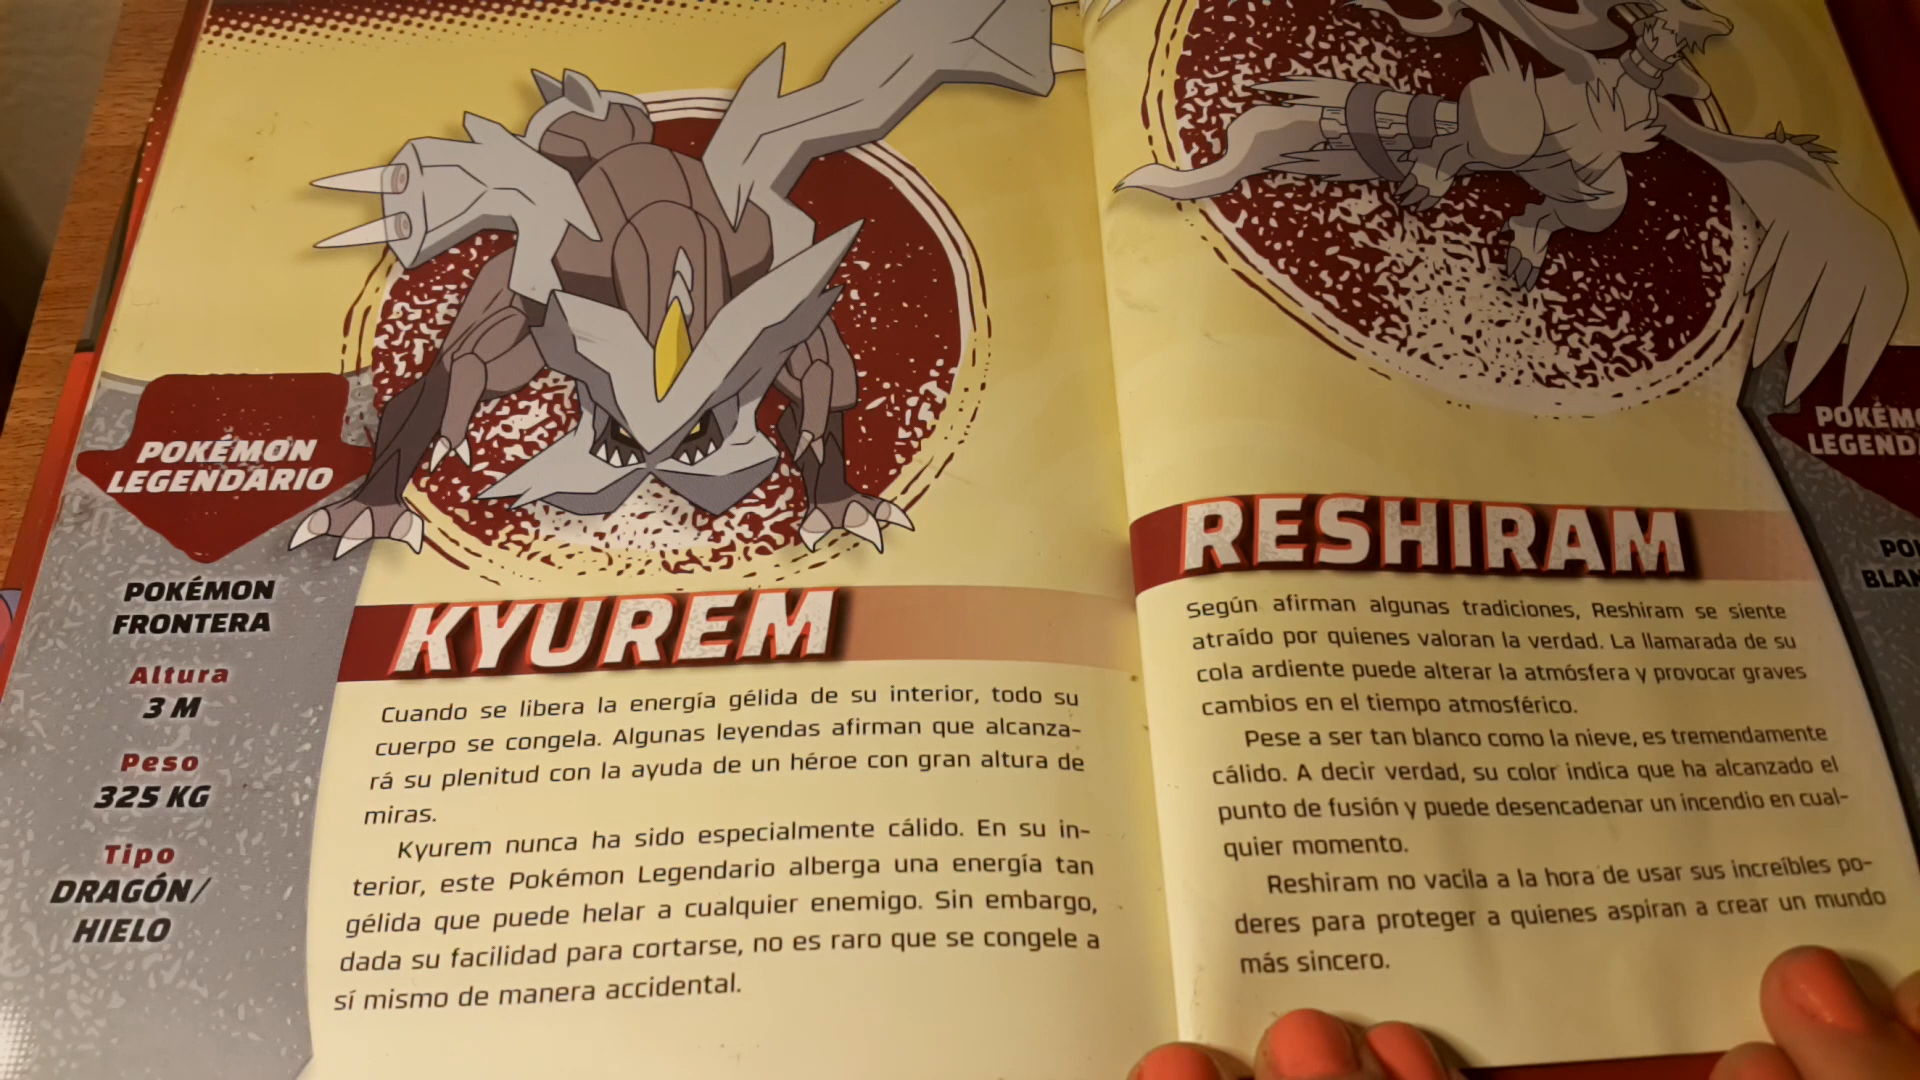 POKÉMON
LEGENDARIO
POKÉMON
FRONTERA
Altura
3 M
Peso
325 KG
Tipo
DRAGÓN/
HIELO
KYUREM
Cuando se libera la energía gélida de su interior, todo su
cuerpo se congela. Algunas leyendas afirman que alcanza-
rá su plenitud con la ayuda de un héroe con gran altura de
miras.
Kyurem nunca ha sido especialmente cálido. En su in-
terior, este Pokémon Legendario alberga una energía tan
gélida que puede helar a cualquier enemigo. Sin embargo,
dada su facilidad para cortarse, no es raro que se congele a
sí mismo de manera accidental.
RESHIRAM
Según afirman algunas tradiciones, Reshiram se siente
atraído por quienes valoran la verdad. La llamarada de su
cola ardiente puede alterar la atmósfera y provocar graves
cambios en el tiempo atmosférico.
Pese a ser tan blanco como la nieve, es tremendamente
cálido. A decir verdad, su color indica que ha alcanzado el
punto de fusión y puede desencadenar un incendio en cual-
quier momento.
Reshiram no vacila a la hora de usar sus increíbles po-
deres para proteger a quienes aspiran a crear un mundo
más sincero.